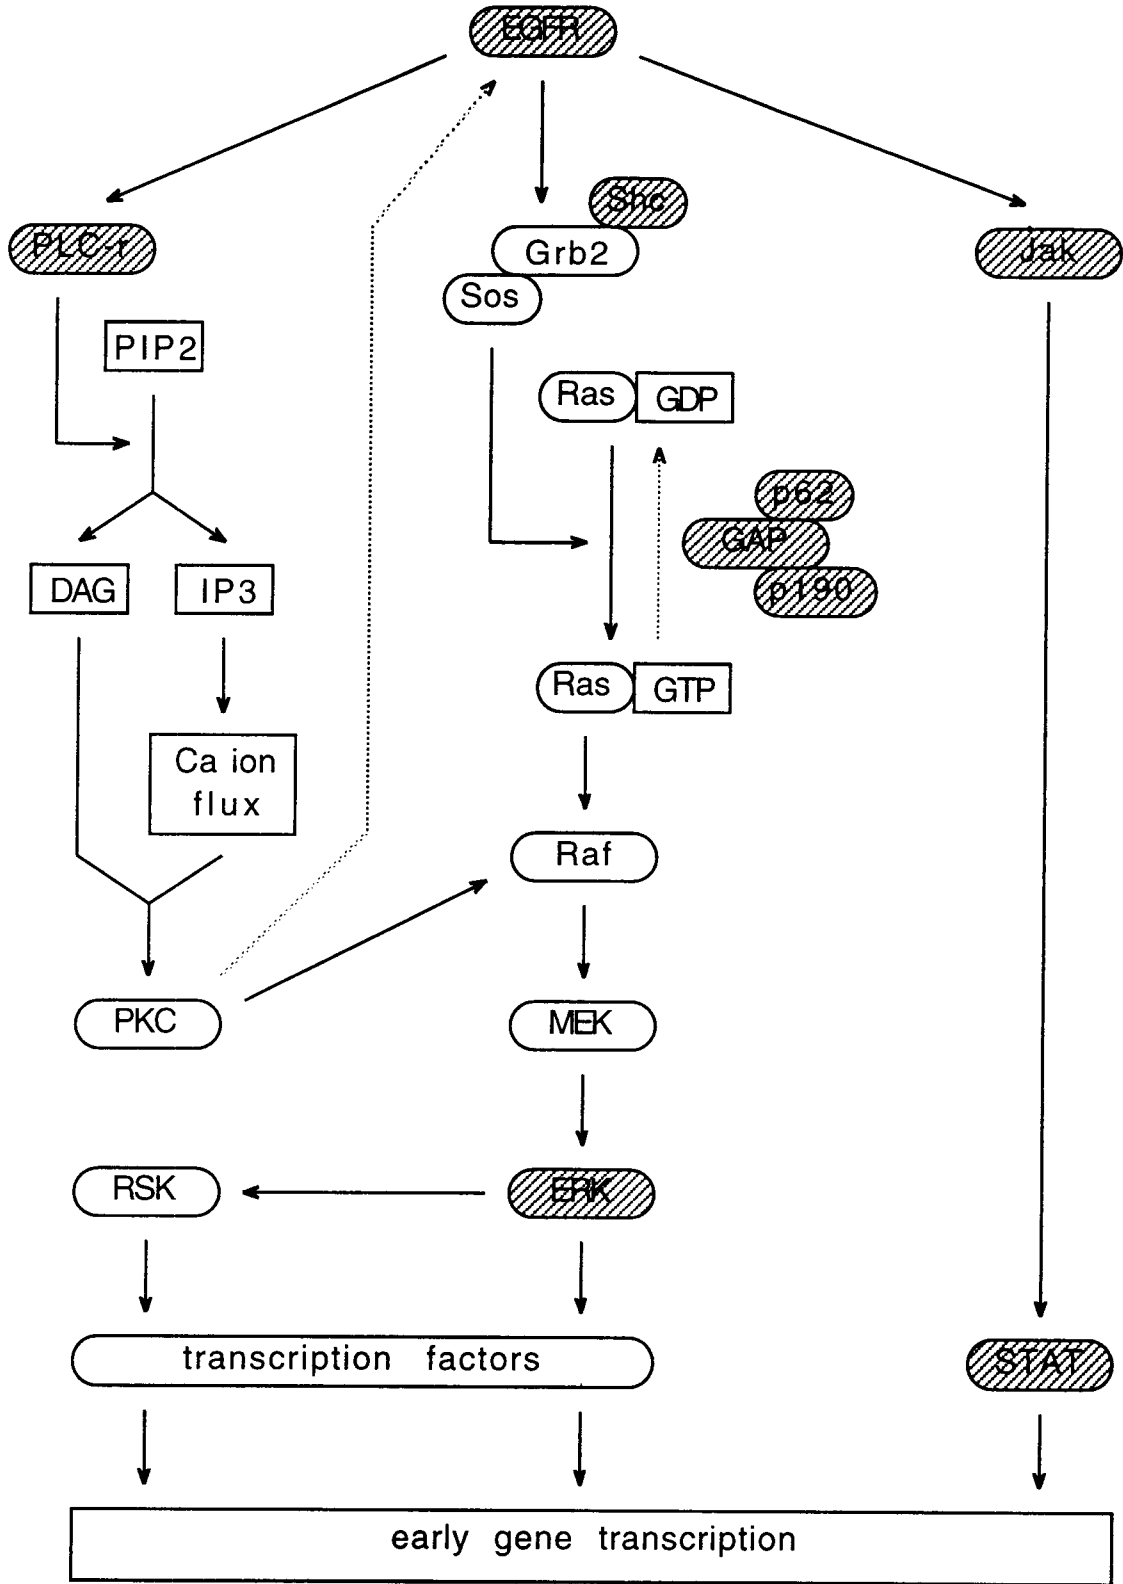 EGFR
Shc
PLC-r
Grb2
Jak
Sos
PIP2
Ras GDP
p62
GAP
DAG
IP3
p190
Ras GTP
Ca ion
flux
Raf
PKC
MEK
RSK
ERK
transcription factors
STAT
early gene transcription